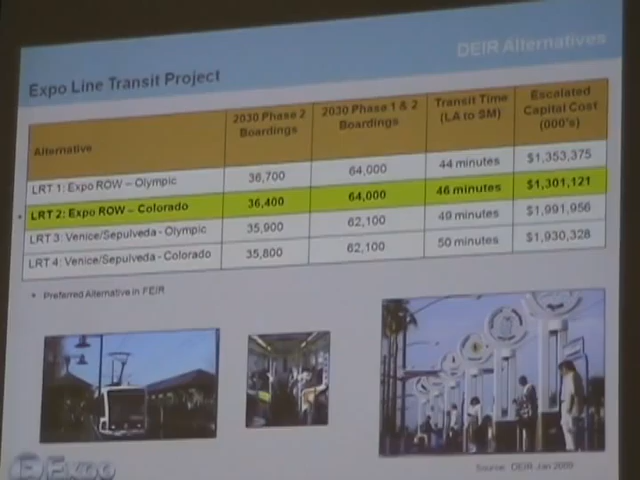 DEIR Alternatives
Expo Line Transit Project
Alternative 2030 Phase 2 Boardings 2030 Phase 1 & 2 Boardings Transit Time (LA to SM) Escalated Capital Cost (000's)
LRT 1: Expo ROW – Olympic 36,700 64,000 44 minutes $1,353,375
LRT 2: Expo ROW – Colorado 36,400 64,000 46 minutes $1,301,121
LRT 3: Venice/Sepulveda - Olympic 35,900 62,100 49 minutes $1,991,956
LRT 4: Venice/Sepulveda - Colorado 35,800 62,100 50 minutes $1,930,328
* Preferred Alternative in FEIR
Expo
Source: DEIR Jan 2009